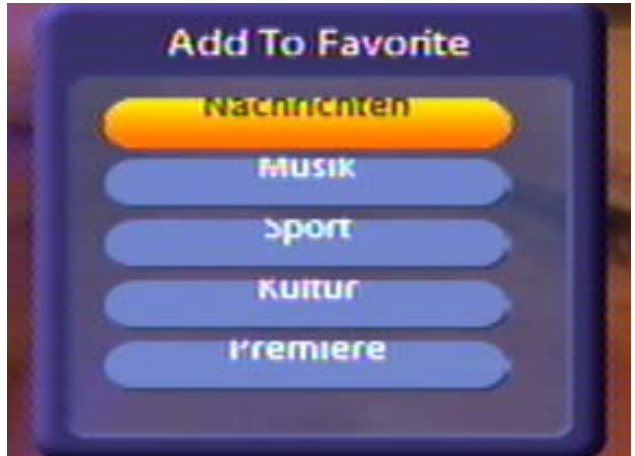 Add To Favorite
Nachrichten
Musik
Sport
Kultur
Premiere